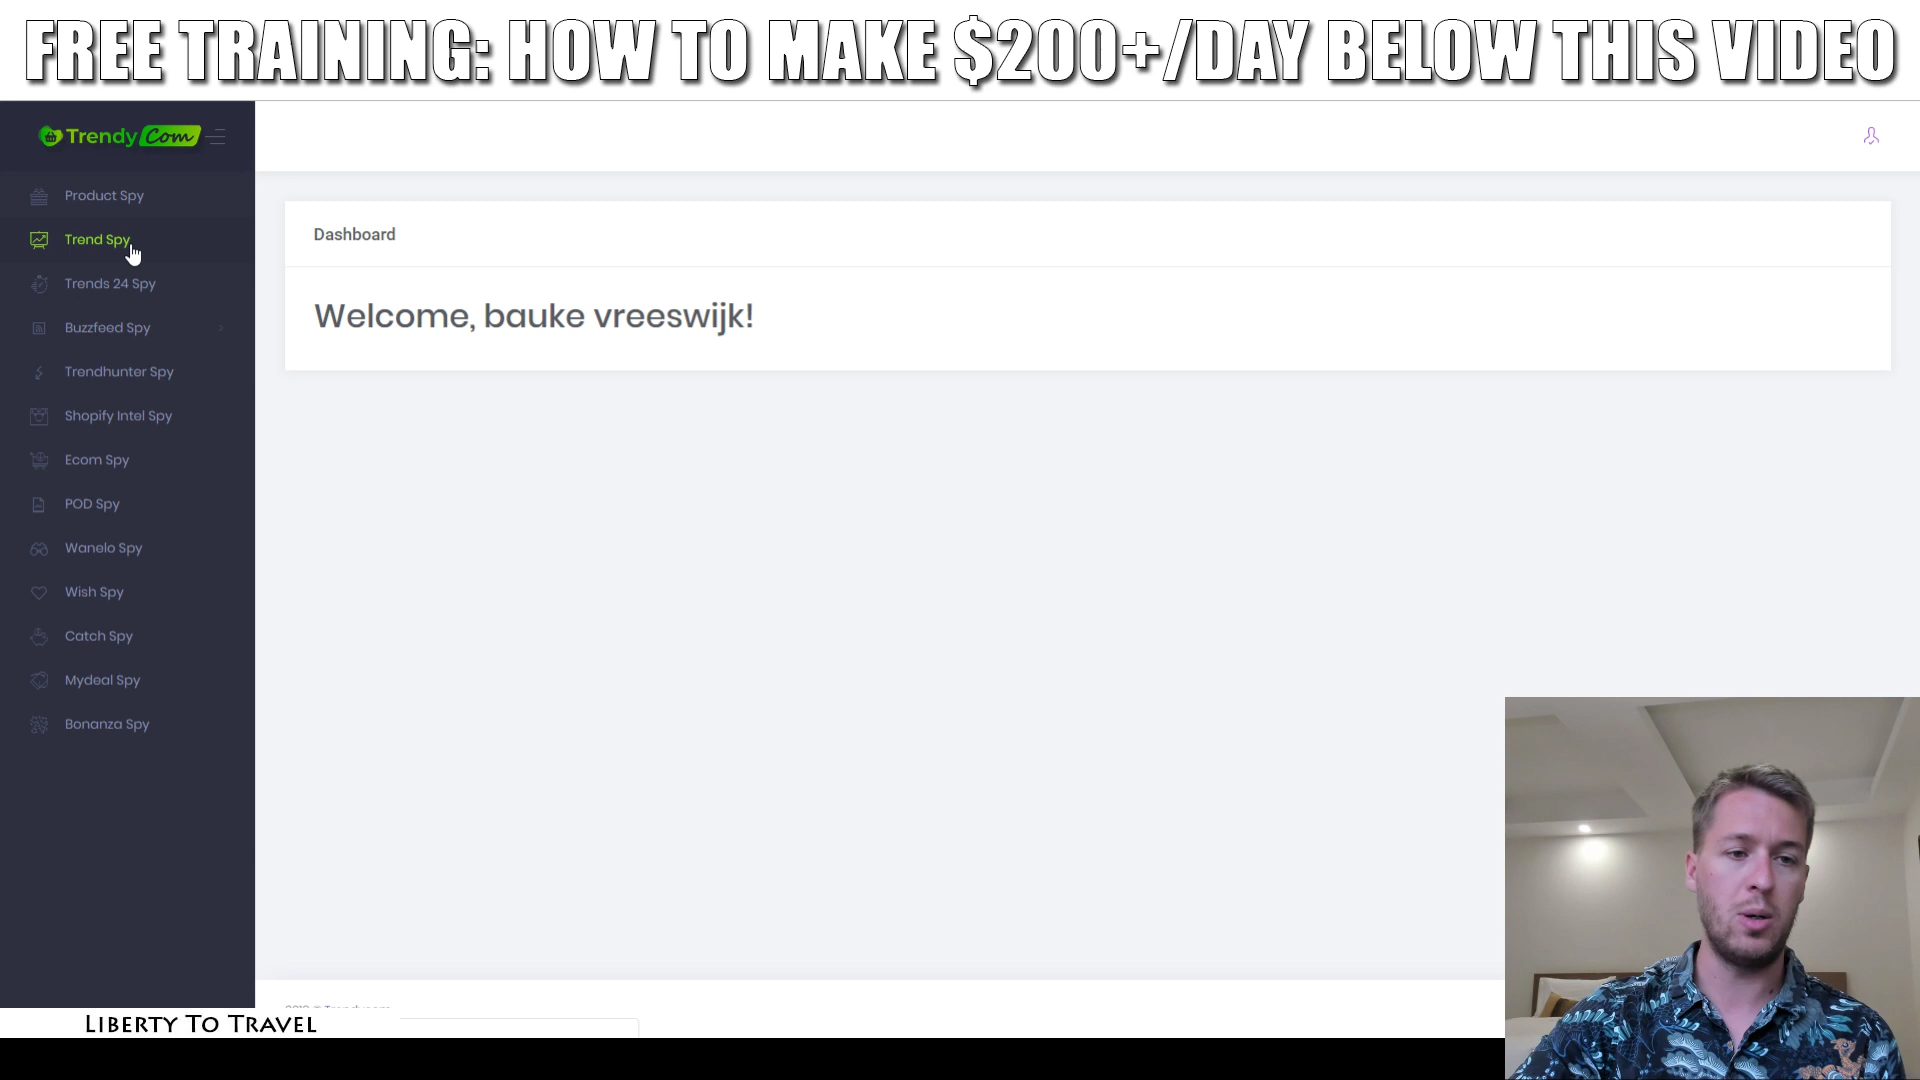 FREE TRAINING: HOW TO MAKE $200+/DAY BELOW THIS VIDEO
Trendy Com
Product Spy
Trend Spy
Trends 24 Spy
Buzzfeed Spy
Trendhunter Spy
Shopify Intel Spy
Ecom Spy
POD Spy
Wanelo Spy
Wish Spy
Catch Spy
Mydeal Spy
Bonanza Spy
Dashboard
Welcome, bauke vreeswijk!
LIBERTY TO TRAVEL